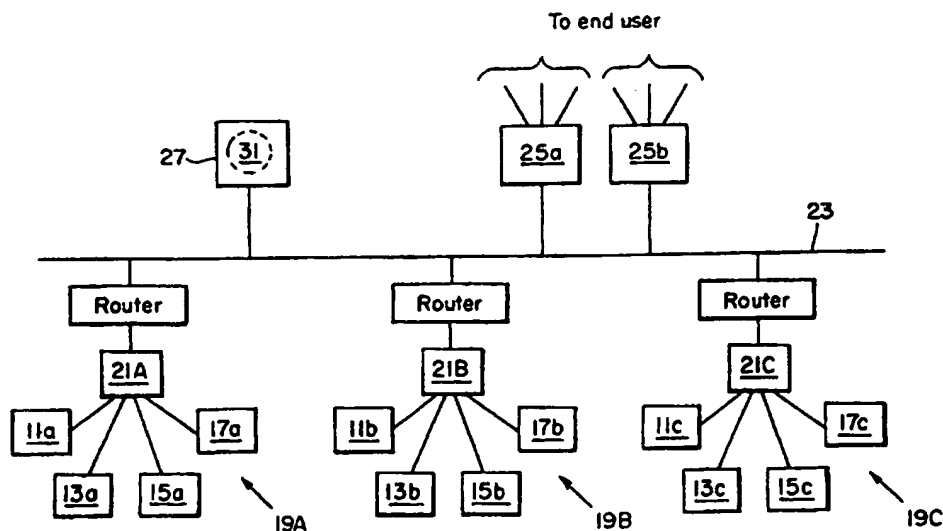 To end user
27
31
25a
25b
23
Router
Router
Router
21A
21B
21C
11a
17a
11b
17b
11c
17c
13a
15a
13b
15b
13c
15c
19A
19B
19C